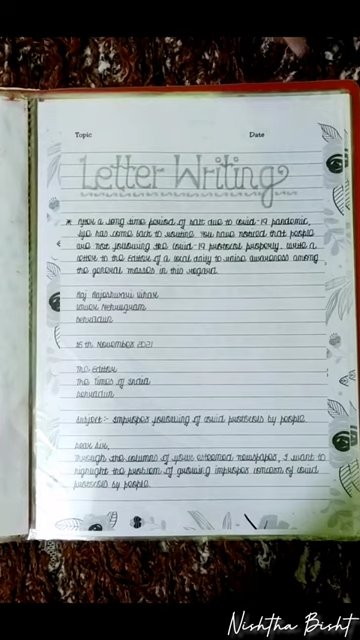 Topic Date
Letter Writing
* After a long time period of halt due to covid-19 pandemic,
life has come back to routine. You have noticed that people
are not following the covid-19 protocol properly. Write a
letter to the editor of a local daily to raise awareness among
the general masses in this regard.
Raj Rajeshwari Vihar
Lower Nehrugram
Dehradun
16 th November 2021
The Editor
The Times of India
Dehradun
Subject:- Improper following of covid protocols by people
Dear Sir,
Through the columns of your esteemed newspaper, I want to
highlight the problem of growing improper concern of covid
protocols by people.
Nishtha Bisht